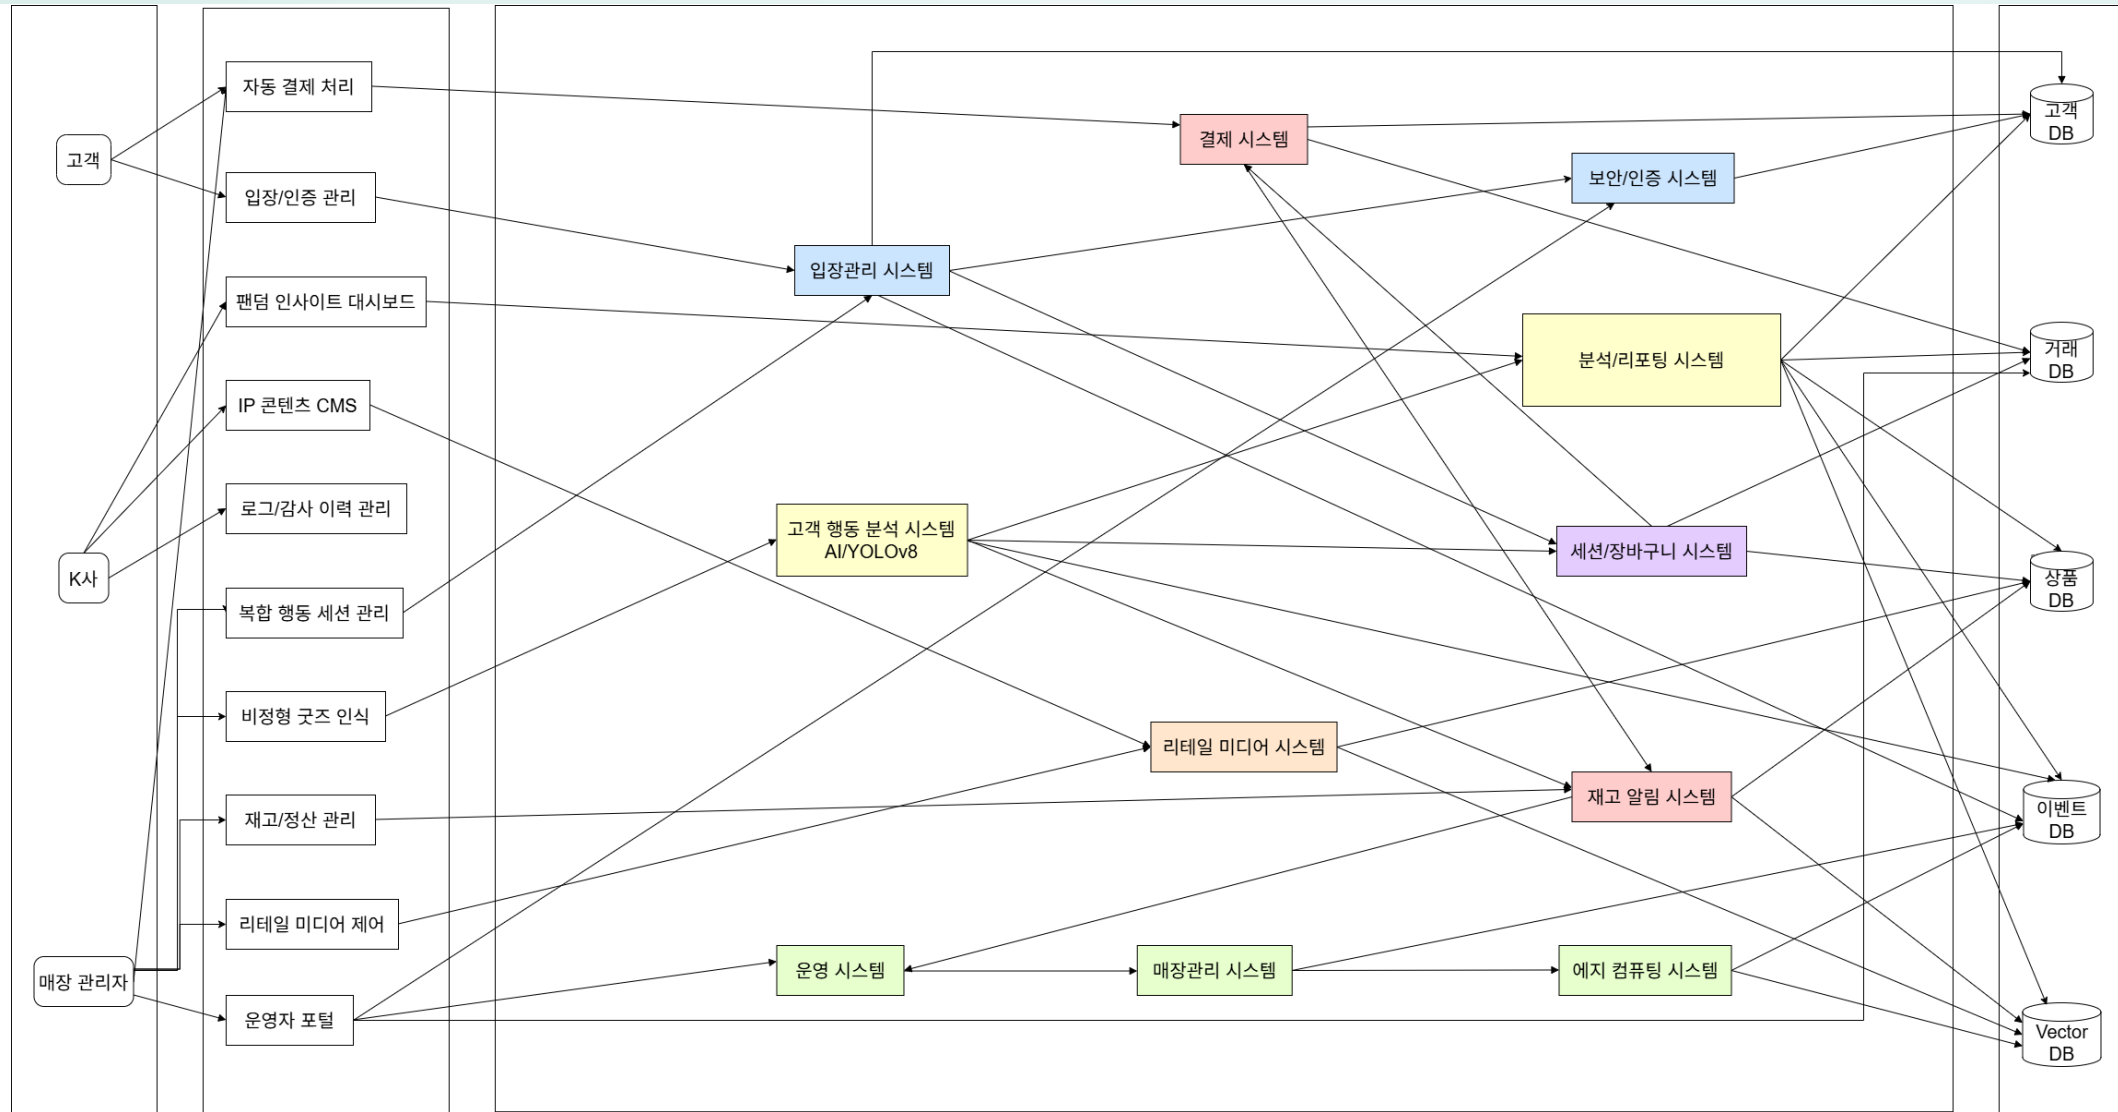 고객
K사
매장 관리자
자동 결제 처리
입장/인증 관리
팬덤 인사이트 대시보드
IP 콘텐츠 CMS
로그/감사 이력 관리
복합 행동 세션 관리
비정형 굿즈 인식
재고/정산 관리
리테일 미디어 제어
운영자 포털
결제 시스템
보안/인증 시스템
입장관리 시스템
분석/리포팅 시스템
고객 행동 분석 시스템
AI/YOLOv8
세션/장바구니 시스템
리테일 미디어 시스템
재고 알림 시스템
운영 시스템
매장관리 시스템
에지 컴퓨팅 시스템
고객
DB
거래
DB
상품
DB
이벤트
DB
Vector
DB